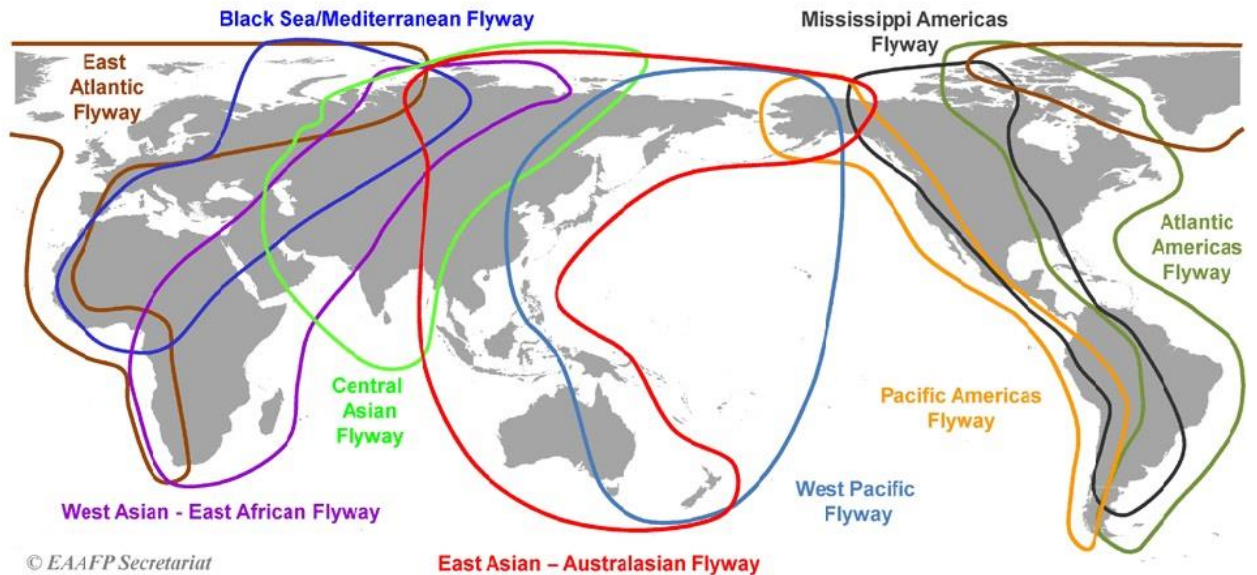 Black Sea/Mediterranean Flyway
Mississippi Americas
Flyway
East
Atlantic
Flyway
Atlantic
Americas
Flyway
Central
Asian
Flyway
Pacific Americas
Flyway
West Asian - East African Flyway
West Pacific
Flyway
© EAAFP Secretariat
East Asian – Australasian Flyway